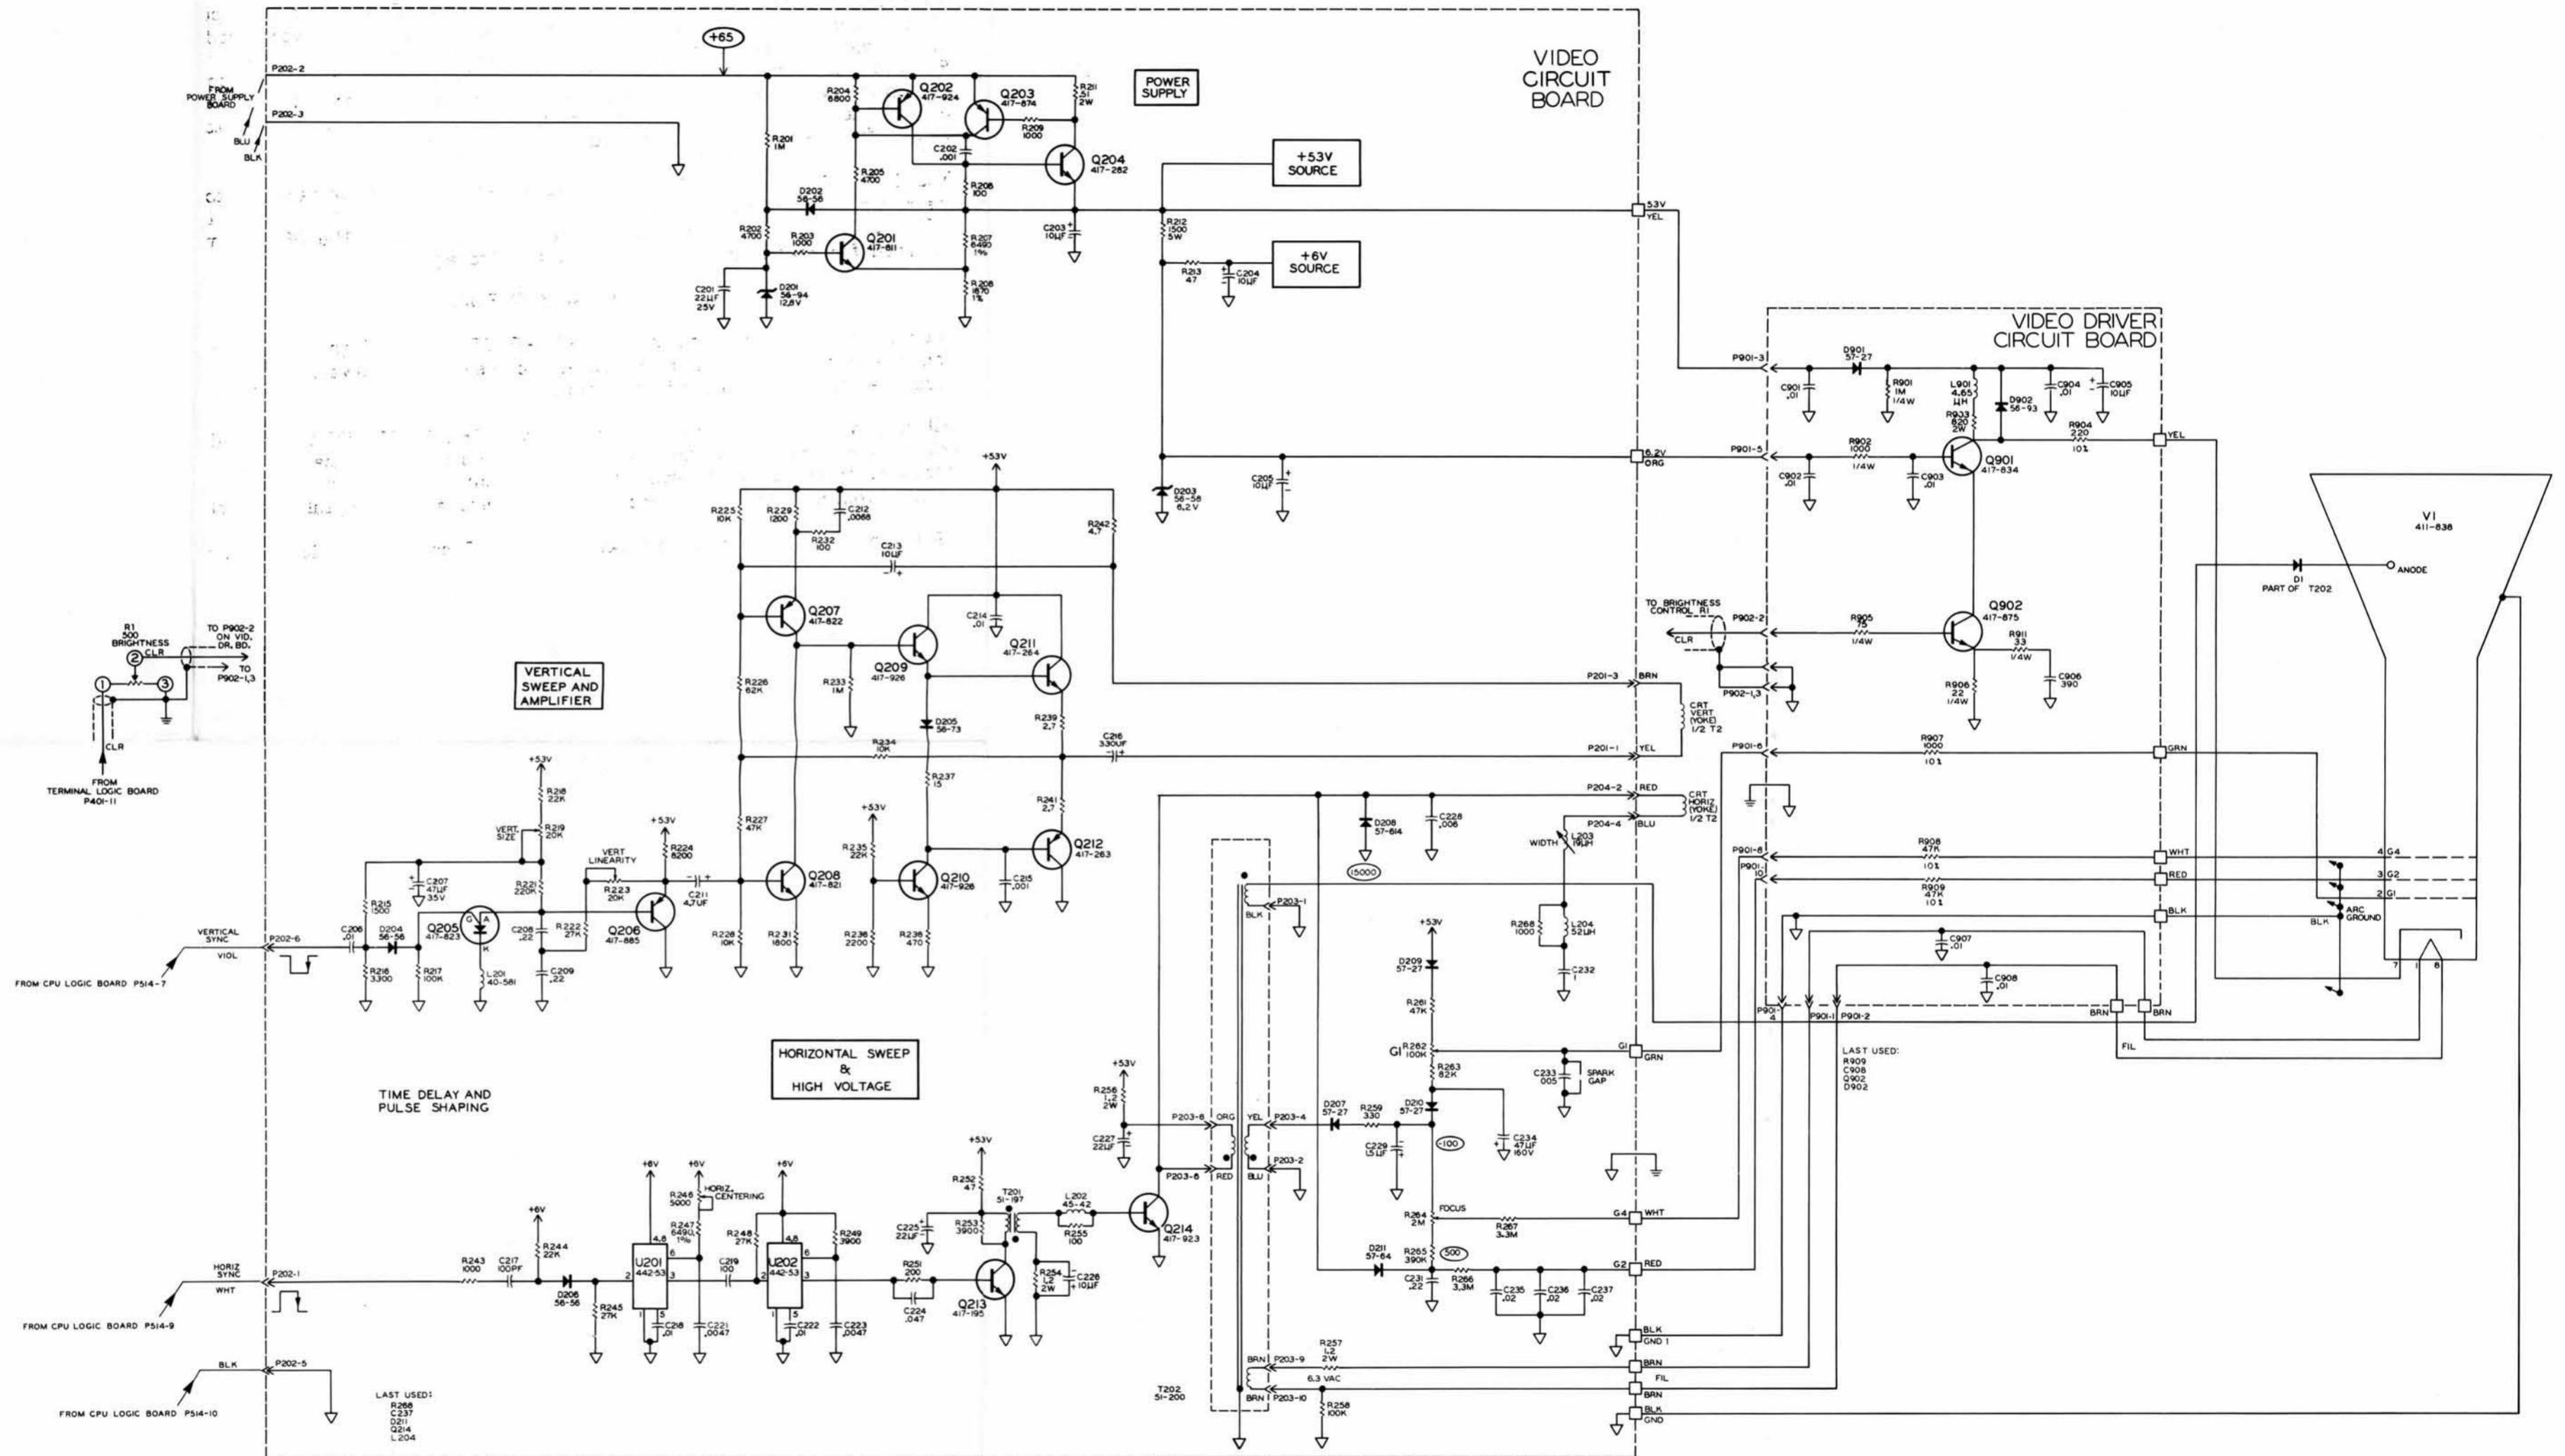 +65
VIDEO
CIRCUIT
BOARD
P202-2
FROM
POWER SUPPLY
BOARD
P202-3
BLU
BLK
POWER
SUPPLY
R204
6800
Q202
417-924
Q203
417-874
R211
.51
2W
R209
1000
R201
1M
C202
.001
Q204
417-282
R205
4700
R206
100
D202
56-56
+53V
SOURCE
R202
4700
R203
1000
Q201
417-811
R207
6490
1%
C203
10µF
R212
1500
5W
53V
YEL
+6V
SOURCE
R213
47
C204
10µF
C201
22µF
25V
D201
56-94
12.8V
R208
1870
1%
VIDEO DRIVER
CIRCUIT BOARD
P901-3
D901
57-27
C901
.01
R901
1M
1/4W
L901
4.65
µH
D902
56-93
C904
.01
C905
10µF
R903
820
2W
R904
220
10%
YEL
6.2V
ORG
P901-5
R902
1000
1/4W
Q901
417-834
C902
.01
C903
.01
+53V
D203
56-58
6.2V
C205
10µF
R225
10K
R229
1200
C212
.0068
R232
100
R242
4.7
C213
10µF
V1
411-838
ANODE
D1
PART OF T202
Q207
417-822
C214
.01
Q211
417-264
Q209
417-926
R226
62K
R233
1M
D205
56-73
R239
2.7
R234
10K
C216
330UF
R237
15
R241
2.7
P201-3
BRN
CRT
VERT
(YOKE)
1/2 T2
P201-1
YEL
TO BRIGHTNESS
CONTROL R1
P902-2
CLR
P902-1,3
R905
75
1/4W
Q902
417-875
R911
33
1/4W
R906
22
1/4W
C906
390
R1
500
BRIGHTNESS
CLR
TO P902-2
ON VID.
DR. BD.
TO
P902-1,3
1
2
3
CLR
FROM
TERMINAL LOGIC BOARD
P401-11
VERTICAL
SWEEP AND
AMPLIFIER
+53V
R218
22K
VERT.
SIZE
R219
20K
+53V
R224
8200
VERT
LINEARITY
R223
20K
R227
47K
+53V
R235
22K
Q212
417-263
C207
47µF
35V
R221
220K
C211
4.7UF
Q208
417-821
Q210
417-926
C215
.001
R215
1500
C206
.01
D204
56-56
Q205
417-823
G
A
K
C208
.22
R222
27K
Q206
417-885
R228
10K
R231
1800
R236
2200
R238
470
VERTICAL
SYNC
VIOL
P202-6
FROM CPU LOGIC BOARD P514-7
R216
3300
R217
100K
L201
40-581
C209
.22
P204-2
RED
CRT
HORIZ
(YOKE)
1/2 T2
P204-4
BLU
D208
57-614
C228
.006
WIDTH
L203
19µH
15000
P203-1
BLK
R268
1000
L204
52µH
C232
1
P901-6
R907
1000
10%
GRN
P901-8
R908
47K
10%
WHT
4
G4
P901-
10
R909
47K
10%
RED
3
G2
2
G1
BLK
BLK
ARC
GROUND
C907
.01
C908
.01
7
1
8
P901-
4
P901-1
P901-2
BRN
BRN
FIL
LAST USED:
R909
C908
Q902
D902
+53V
D209
57-27
R261
47K
G1
R262
100K
R263
82K
C233
005
SPARK
GAP
G1
GRN
D210
57-27
D207
57-27
R259
330
C229
1.5µF
-100
C234
47µF
160V
R264
2M
FOCUS
R267
3.3M
G4
WHT
R265
390K
500
D211
57-64
C231
.22
R266
3.3M
C235
.02
C236
.02
C237
.02
G2
RED
HORIZONTAL SWEEP
&
HIGH VOLTAGE
TIME DELAY AND
PULSE SHAPING
+53V
R256
1.2
2W
C227
22µF
P203-6
ORG
YEL
P203-4
P203-8
RED
BLU
P203-2
+53V
R252
47
T201
51-197
L202
45-42
C225
22µF
R253
3900
R255
100
Q214
417-923
R254
1.2
2W
C226
10µF
R251
200
C224
.047
Q213
417-195
+6V
R244
22K
+6V
+6V
R246
5000
HORIZ.
CENTERING
R247
6490
1%
+6V
R248
27K
R249
3900
R243
1000
C217
100PF
D206
56-56
R245
27K
U201
442-53
4,8
6
2
3
1
5
C218
.01
C219
100
C221
.0047
U202
442-53
4,8
6
2
3
1
5
C222
.01
C223
.0047
HORIZ
SYNC
WHT
P202-1
FROM CPU LOGIC BOARD P514-9
BLK
P202-5
FROM CPU LOGIC BOARD P514-10
LAST USED:
R268
C237
D211
Q214
L204
T202
51-200
BRN
P203-9
R257
1.2
2W
6.3 VAC
BRN
P203-10
R258
100K
BLK
GND 1
BRN
FIL
BRN
BLK
GND